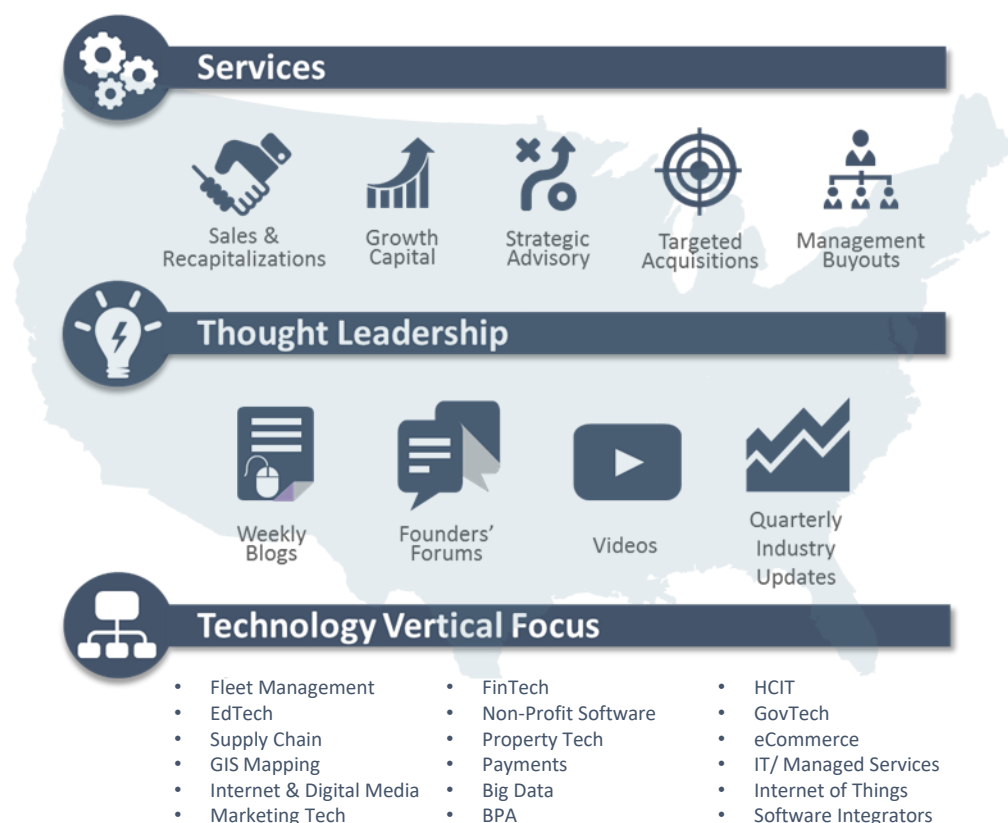 Services
Sales &
Recapitalizations
Growth
Capital
Strategic
Advisory
Targeted
Acquisitions
Management
Buyouts
Thought Leadership
Weekly
Blogs
Founders’
Forums
Videos
Quarterly
Industry
Updates
Technology Vertical Focus
• Fleet Management
• EdTech
• Supply Chain
• GIS Mapping
• Internet & Digital Media
• Marketing Tech
• FinTech
• Non-Profit Software
• Property Tech
• Payments
• Big Data
• BPA
• HCIT
• GovTech
• eCommerce
• IT/ Managed Services
• Internet of Things
• Software Integrators